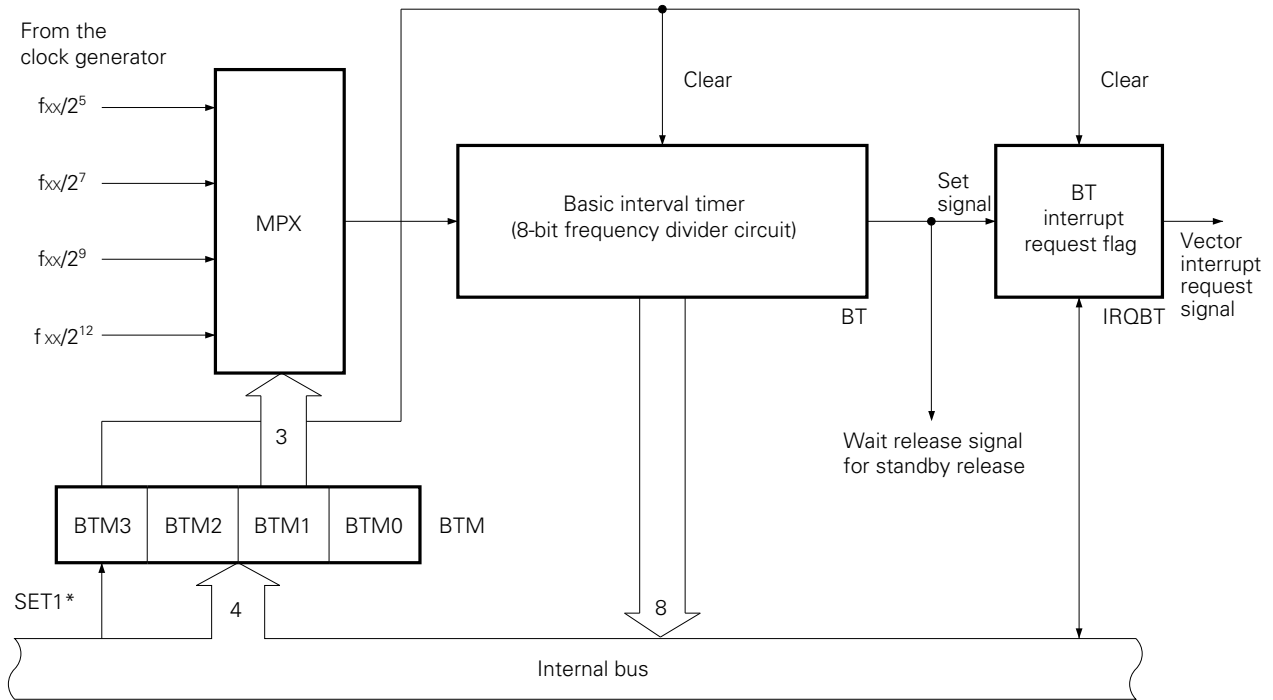 From the
clock generator
fxx/2⁵
fxx/2⁷
fxx/2⁹
fxx/2¹²
MPX
Clear
Clear
Basic interval timer
(8-bit frequency divider circuit)
BT
Set
signal
BT
interrupt
request flag
IRQBT
Vector
interrupt
request
signal
Wait release signal
for standby release
3
BTM3 BTM2 BTM1 BTM0 BTM
SET1*
4
8
Internal bus